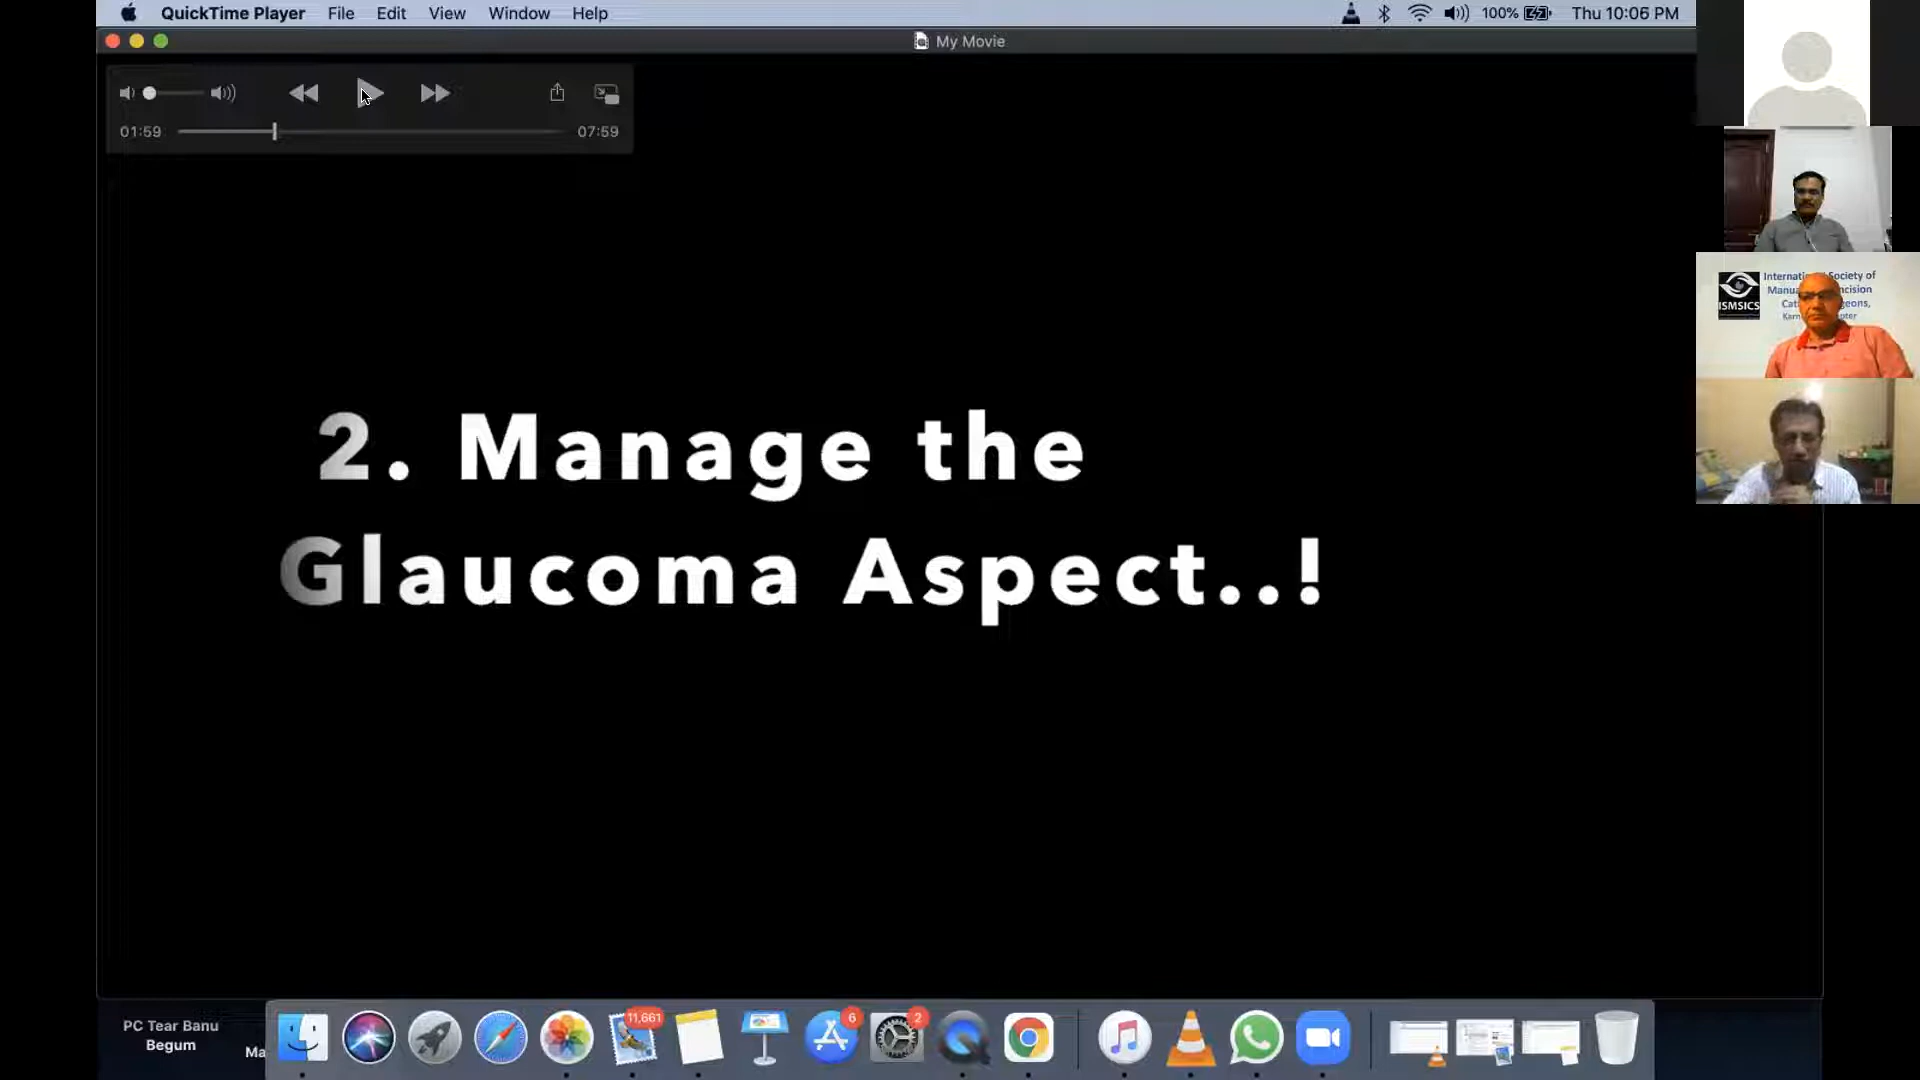 QuickTime Player File Edit View Window Help 100% Thu 10:06 PM
My Movie
01:59 07:59
2. Manage the
Glaucoma Aspect..!
ISMSICS
11,661
6
2
PC Tear Banu
Begum
Ma